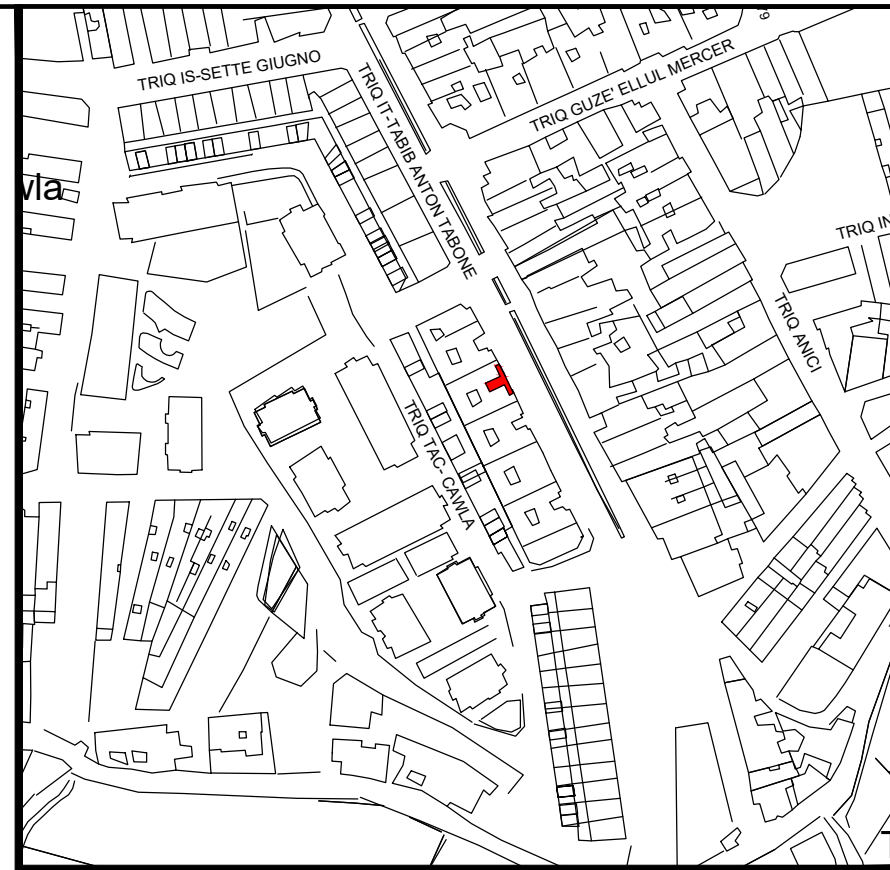 TRIQ IS-SETTE GIUGNO
TRIQ IT-TABIB ANTON TABONE
TRIQ GUZE' ELLUL MERCER
79
wla
TRIQ IN
TRIQ ANICI
TRIQ TAC- CAWLA